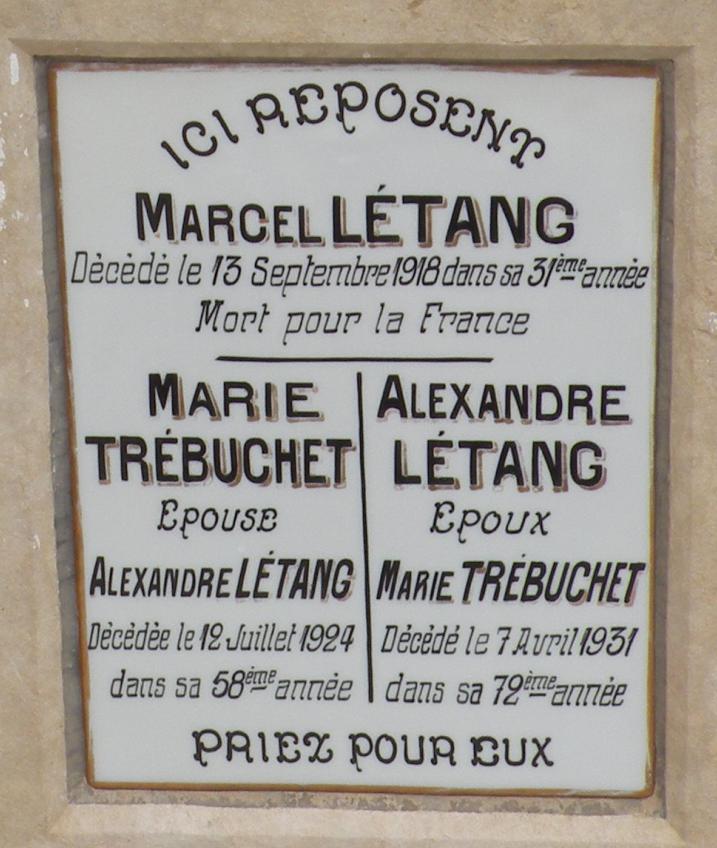 ICI REPOSENT
MARCEL LÉTANG
Décédé le 13 Septembre 1918 dans sa 31ème année
Mort pour la France
MARIE
TRÉBUCHET
EPOUSE
ALEXANDRE LÉTANG
Décédée le 12 Juillet 1924
dans sa 58ème année
ALEXANDRE
LÉTANG
EPOUX
MARIE TRÉBUCHET
Décédé le 7 Avril 1931
dans sa 72ème année
PRIEZ POUR EUX